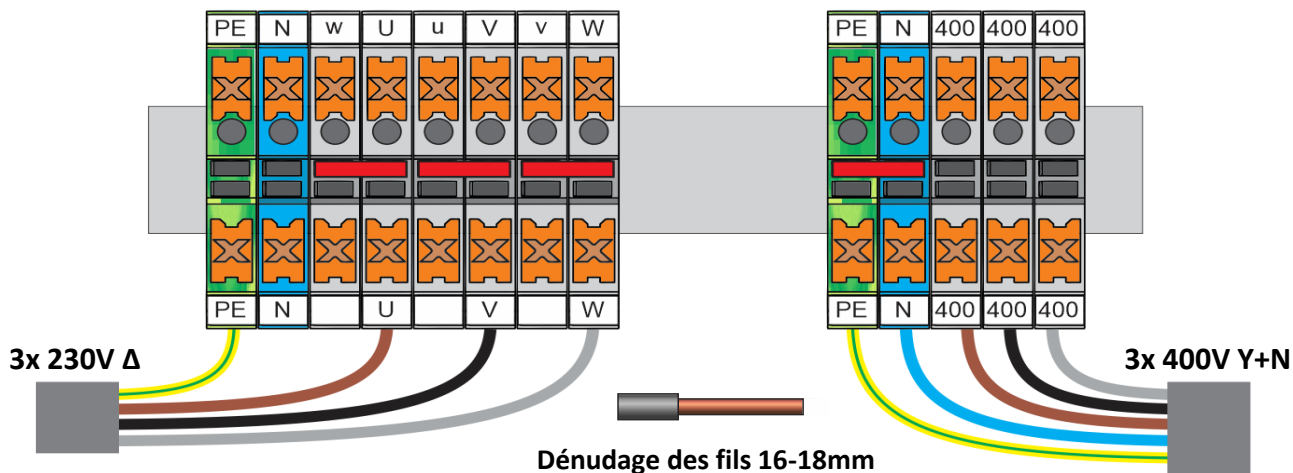 PE N w U u V v W
PE N 400 400 400
PE N U V W
PE N 400 400 400
3x 230V Δ
3x 400V Y+N
Dénudage des fils 16-18mm